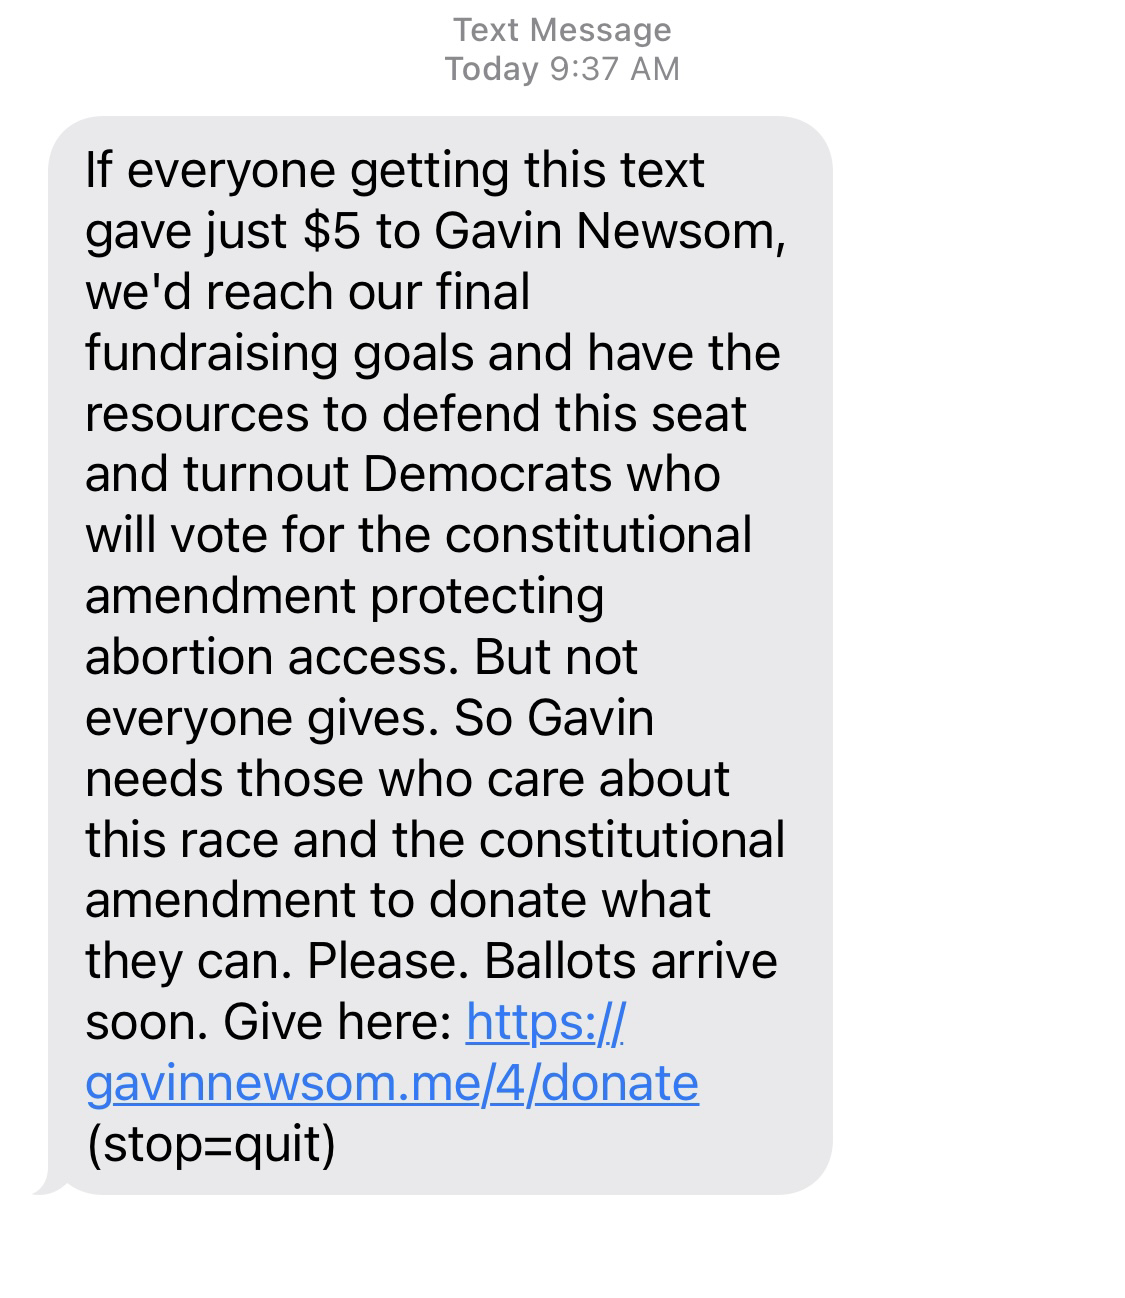 Text Message
Today 9:37 AM
If everyone getting this text
gave just $5 to Gavin Newsom,
we'd reach our final
fundraising goals and have the
resources to defend this seat
and turnout Democrats who
will vote for the constitutional
amendment protecting
abortion access. But not
everyone gives. So Gavin
needs those who care about
this race and the constitutional
amendment to donate what
they can. Please. Ballots arrive
soon. Give here: https://
gavinnewsom.me/4/donate
(stop=quit)